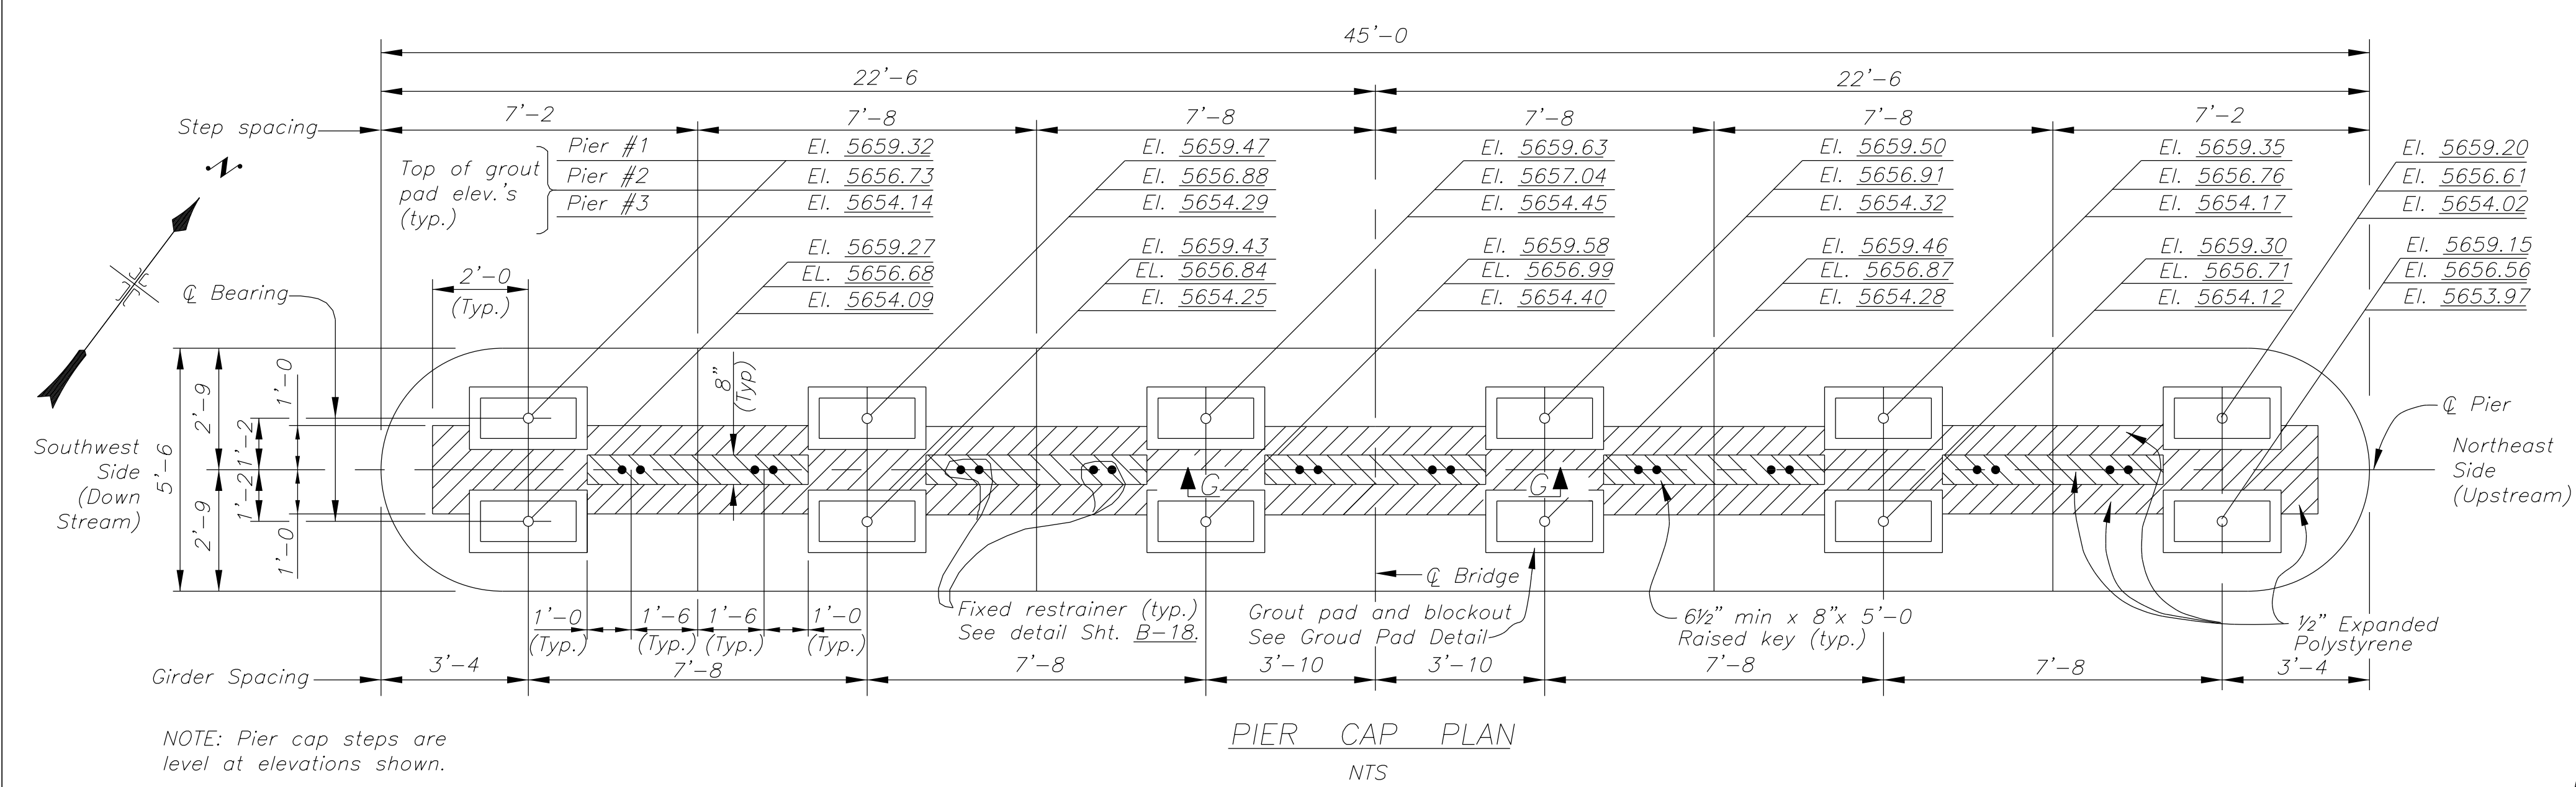 45'-0
22'-6
22'-6
Step spacing
7'-2
7'-8
7'-8
7'-8
7'-8
7'-2
N
Top of grout
pad elev.'s
(typ.)
Pier #1
Pier #2
Pier #3
El. 5659.32
El. 5656.73
El. 5654.14
El. 5659.47
El. 5656.88
El. 5654.29
El. 5659.63
El. 5657.04
El. 5654.45
El. 5659.50
El. 5656.91
El. 5654.32
El. 5659.35
El. 5656.76
El. 5654.17
El. 5659.20
El. 5656.61
El. 5654.02
El. 5659.27
EL. 5656.68
El. 5654.09
El. 5659.43
EL. 5656.84
El. 5654.25
El. 5659.58
EL. 5656.99
El. 5654.40
El. 5659.46
EL. 5656.87
El. 5654.28
El. 5659.30
EL. 5656.71
El. 5654.12
El. 5659.15
El. 5656.56
El. 5653.97
2'-0
(Typ.)
℄ Bearing
5'-6
2'-9
2'-9
1'-2
1'-2
1'-0
1'-0
8"
(Typ)
Southwest
Side
(Down
Stream)
G
G
℄ Pier
Northeast
Side
(Upstream)
℄ Bridge
1'-0
(Typ.)
1'-6
(Typ.)
1'-6
(Typ.)
1'-0
(Typ.)
Fixed restrainer (typ.)
See detail Sht. B-18.
Grout pad and blockout
See Groud Pad Detail
6½" min x 8"x 5'-0
Raised key (typ.)
½" Expanded
Polystyrene
Girder Spacing
3'-4
7'-8
7'-8
3'-10
3'-10
7'-8
7'-8
3'-4
NOTE: Pier cap steps are
level at elevations shown.
PIER CAP PLAN
NTS